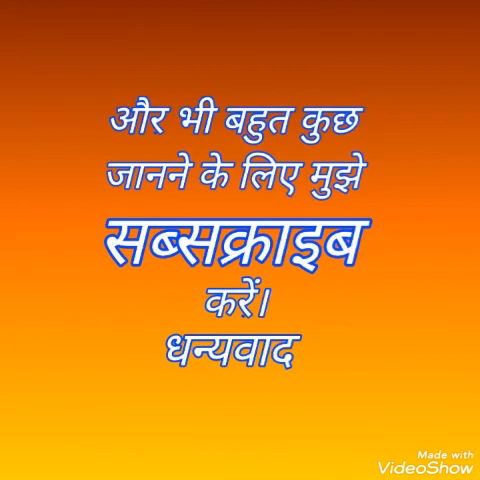 और भी बहुत कुछ
जानने के लिए मुझे
सब्सक्राइब
करें।
धन्यवाद
Made with
VideoShow